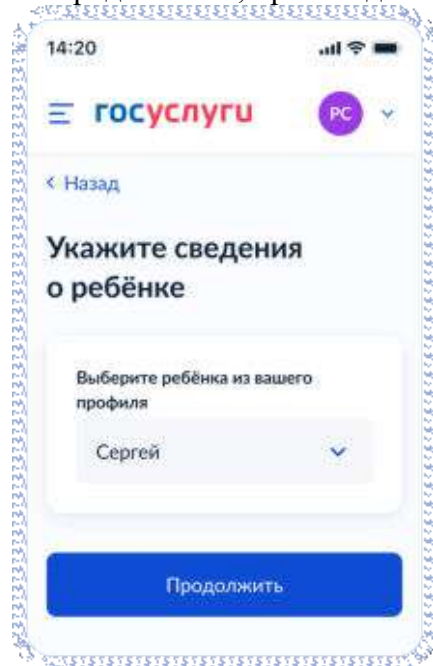 14:20
госуслуги
РС
Назад
Укажите сведения
о ребёнке
Выберите ребёнка из вашего
профиля
Сергей
Продолжить